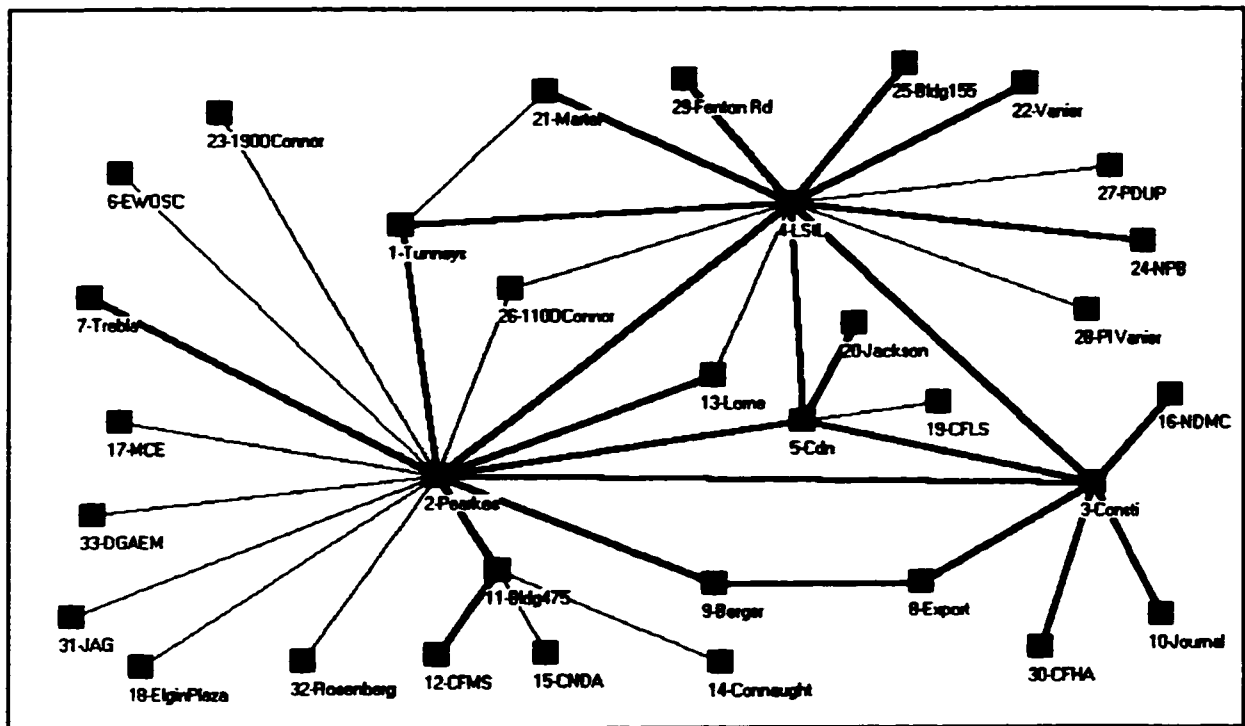 29-Fenton Rd
25-Bldg155
22-Vanier
21-Martel
23-190OConnor
27-PDUP
6-EWOSC
4-LSTL
1-Tunneys
24-NPB
26-110OConnor
28-Pl Vanier
7-Trebla
20-Jackson
13-Lorne
19-CFLS
16-NDMC
17-MCE
5-Cdn
2-Pearkes
3-Consti
33-DGAEM
11-Bldg475
9-Berger
8-Export
31-JAG
10-Journal
18-ElginPlaza
32-Rosenberg
12-CFMS
15-CNDA
14-Connaught
30-CFHA